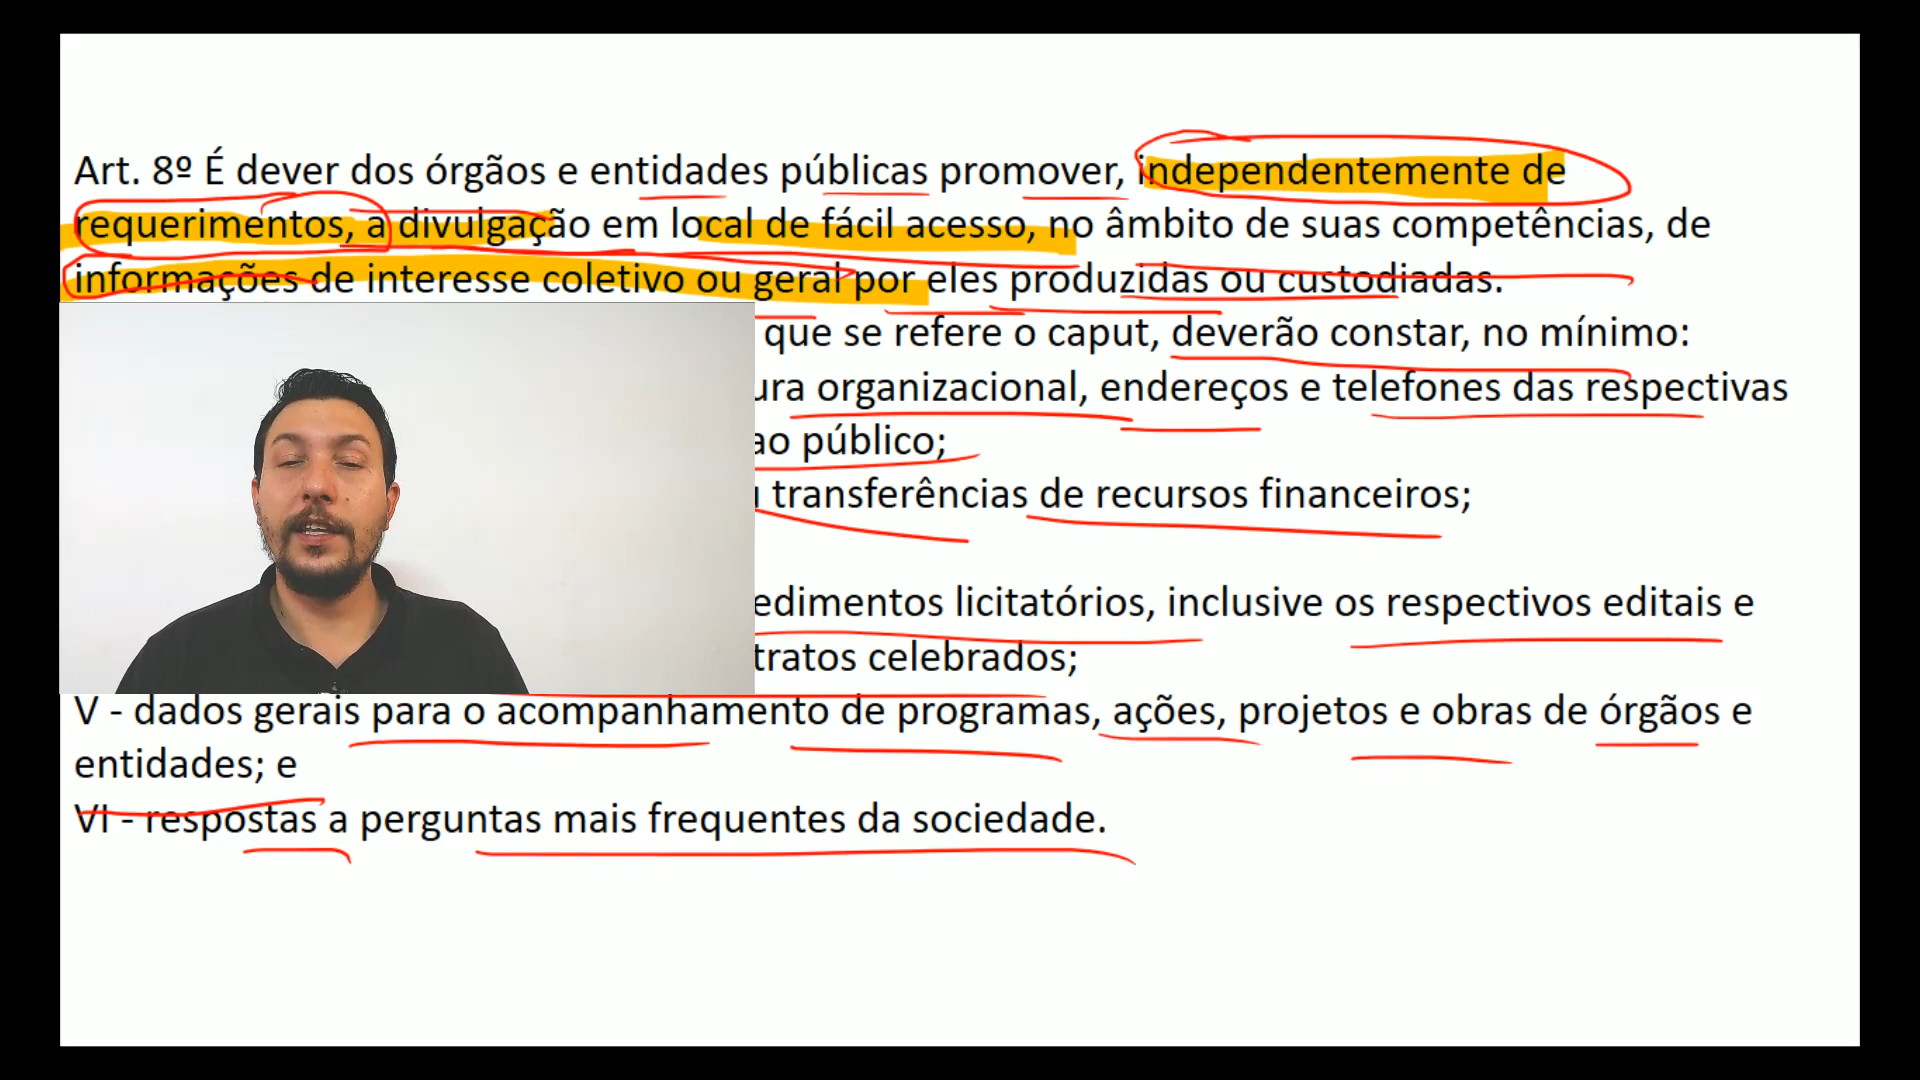 Art. 8º É dever dos órgãos e entidades públicas promover, independentemente de
requerimentos, a divulgação em local de fácil acesso, no âmbito de suas competências, de
informações de interesse coletivo ou geral por eles produzidas ou custodiadas.
que se refere o caput, deverão constar, no mínimo:
ura organizacional, endereços e telefones das respectivas
ao público;
transferências de recursos financeiros;
edimentos licitatórios, inclusive os respectivos editais e
tratos celebrados;
V - dados gerais para o acompanhamento de programas, ações, projetos e obras de órgãos e
entidades; e
VI - respostas a perguntas mais frequentes da sociedade.